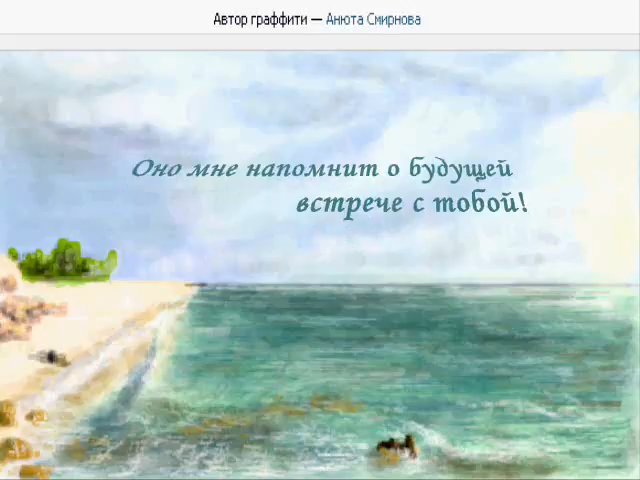 Автор граффити — Анюта Смирнова
Оно мне напомнит о будущей
встрече с тобой!